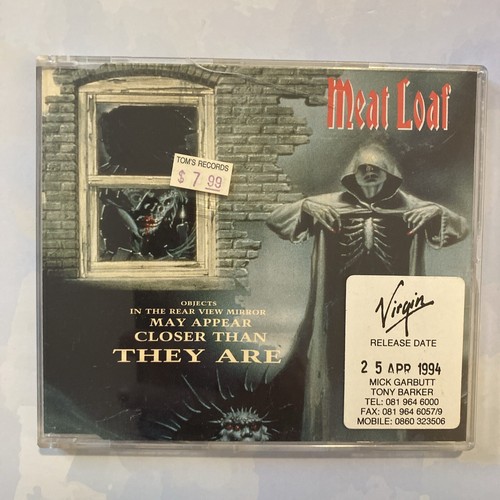 Meat Loaf
TOM'S RECORDS
$ 7.99
OBJECTS
IN THE REAR VIEW MIRROR
MAY APPEAR
CLOSER THAN
THEY ARE
Virgin
RELEASE DATE
25 APR 1994
MICK GARBUTT
TONY BARKER
TEL: 081 964 6000
FAX: 081 964 6057/9
MOBILE: 0860 323506